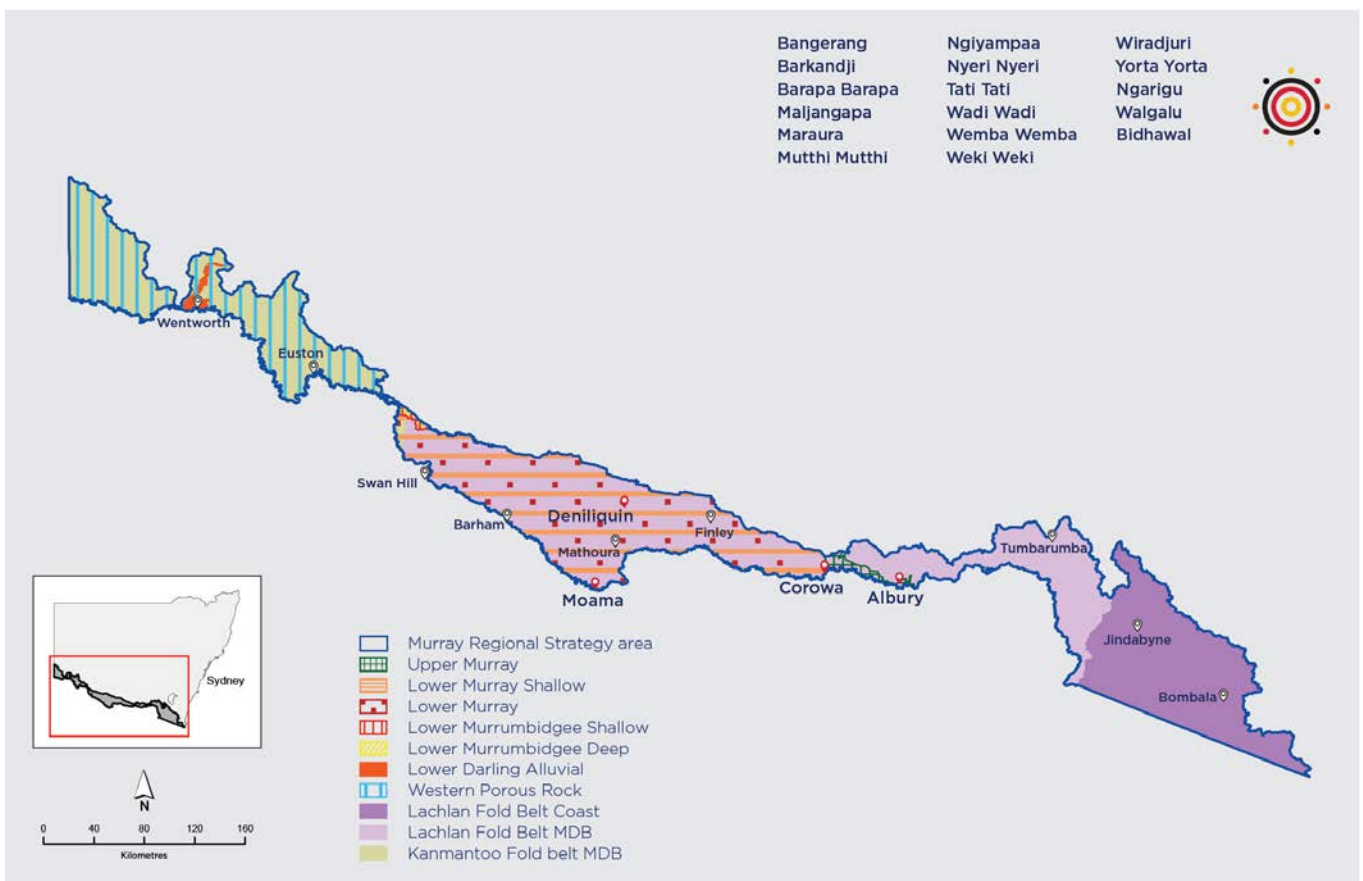 Bangerang
Barkandji
Barapa Barapa
Maljangapa
Maraura
Mutthi Mutthi
Ngiyampaa
Nyeri Nyeri
Tati Tati
Wadi Wadi
Wemba Wemba
Weki Weki
Wiradjuri
Yorta Yorta
Ngarigu
Walgalu
Bidhawal
Wentworth
Euston
Swan Hill
Barham
Deniliquin
Mathoura
Finley
Moama
Corowa
Albury
Tumbarumba
Jindabyne
Bombala
Murray Regional Strategy area
Upper Murray
Lower Murray Shallow
Lower Murray
Lower Murrumbidgee Shallow
Lower Murrumbidgee Deep
Lower Darling Alluvial
Western Porous Rock
Lachlan Fold Belt Coast
Lachlan Fold Belt MDB
Kanmantoo Fold belt MDB
Sydney
N
0 40 80 120 160
Kilometres